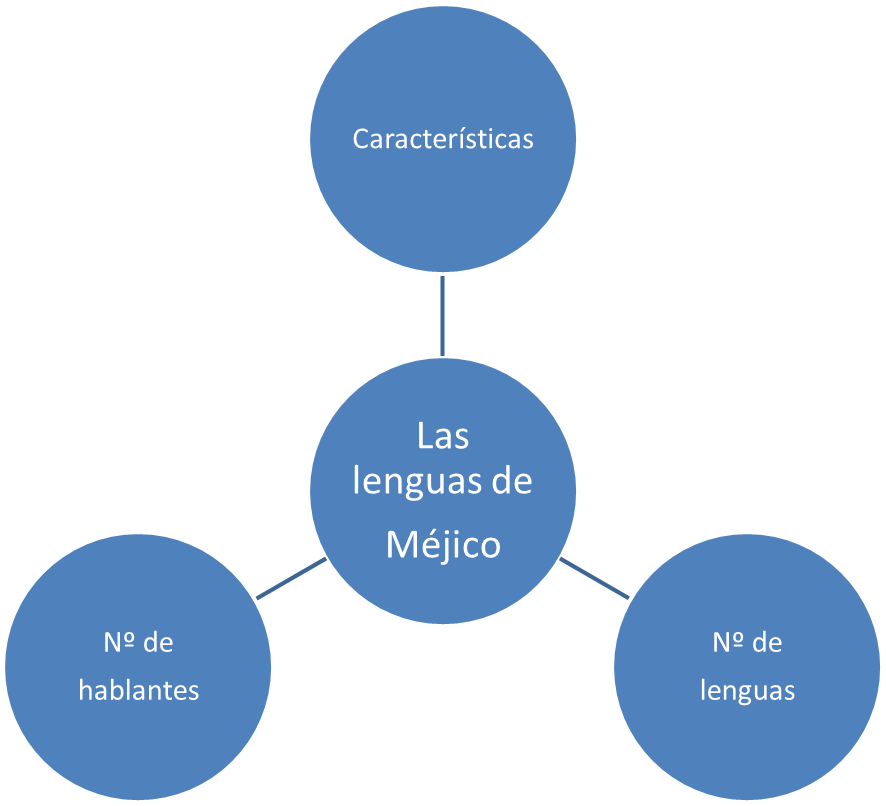 Características
Las
lenguas de
Méjico
Nº de
hablantes
Nº de
lenguas